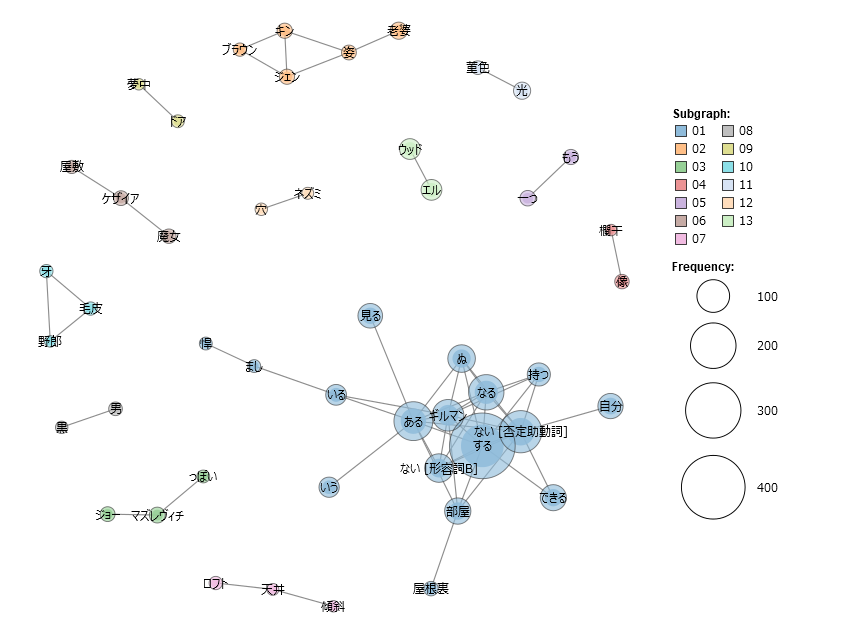 キン
老婆
ブラウン
姿
ジェン
菫色
光
夢中
ドア
ウッド
もう
屋敷
エル
ケザイア
ネズミ
一つ
穴
魔女
欄干
像
牙
毛皮
野郎
見る
まし
ぬ
持つ
いる
なる
自分
ある
ギルマン
ない [否定助動詞]
する
ない [形容詞B]
男
黒
っぽい
いう
できる
部屋
ジョー
マズレウィチ
ロフト
天井
傾斜
屋根裏
Subgraph:
01 08
02 09
03 10
04 11
05 12
06 13
07
Frequency:
100
200
300
400